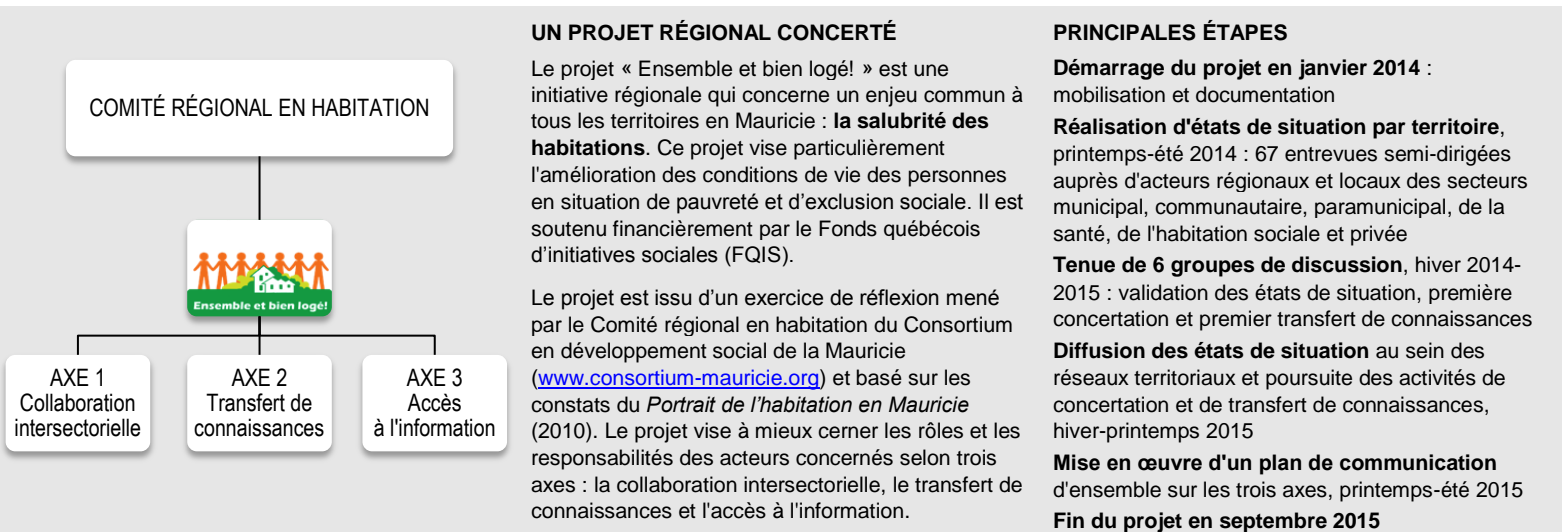 COMITÉ RÉGIONAL EN HABITATION
Ensemble et bien logé!
AXE 1
Collaboration
intersectorielle
AXE 2
Transfert de
connaissances
AXE 3
Accès
à l'information
UN PROJET RÉGIONAL CONCERTÉ
Le projet « Ensemble et bien logé! » est une
initiative régionale qui concerne un enjeu commun à
tous les territoires en Mauricie : la salubrité des
habitations. Ce projet vise particulièrement
l'amélioration des conditions de vie des personnes
en situation de pauvreté et d’exclusion sociale. Il est
soutenu financièrement par le Fonds québécois
d’initiatives sociales (FQIS).
Le projet est issu d’un exercice de réflexion mené
par le Comité régional en habitation du Consortium
en développement social de la Mauricie
(www.consortium-mauricie.org) et basé sur les
constats du Portrait de l’habitation en Mauricie
(2010). Le projet vise à mieux cerner les rôles et les
responsabilités des acteurs concernés selon trois
axes : la collaboration intersectorielle, le transfert de
connaissances et l'accès à l'information.
PRINCIPALES ÉTAPES
Démarrage du projet en janvier 2014 :
mobilisation et documentation
Réalisation d'états de situation par territoire,
printemps-été 2014 : 67 entrevues semi-dirigées
auprès d'acteurs régionaux et locaux des secteurs
municipal, communautaire, paramunicipal, de la
santé, de l'habitation sociale et privée
Tenue de 6 groupes de discussion, hiver 2014-
2015 : validation des états de situation, première
concertation et premier transfert de connaissances
Diffusion des états de situation au sein des
réseaux territoriaux et poursuite des activités de
concertation et de transfert de connaissances,
hiver-printemps 2015
Mise en œuvre d'un plan de communication
d'ensemble sur les trois axes, printemps-été 2015
Fin du projet en septembre 2015